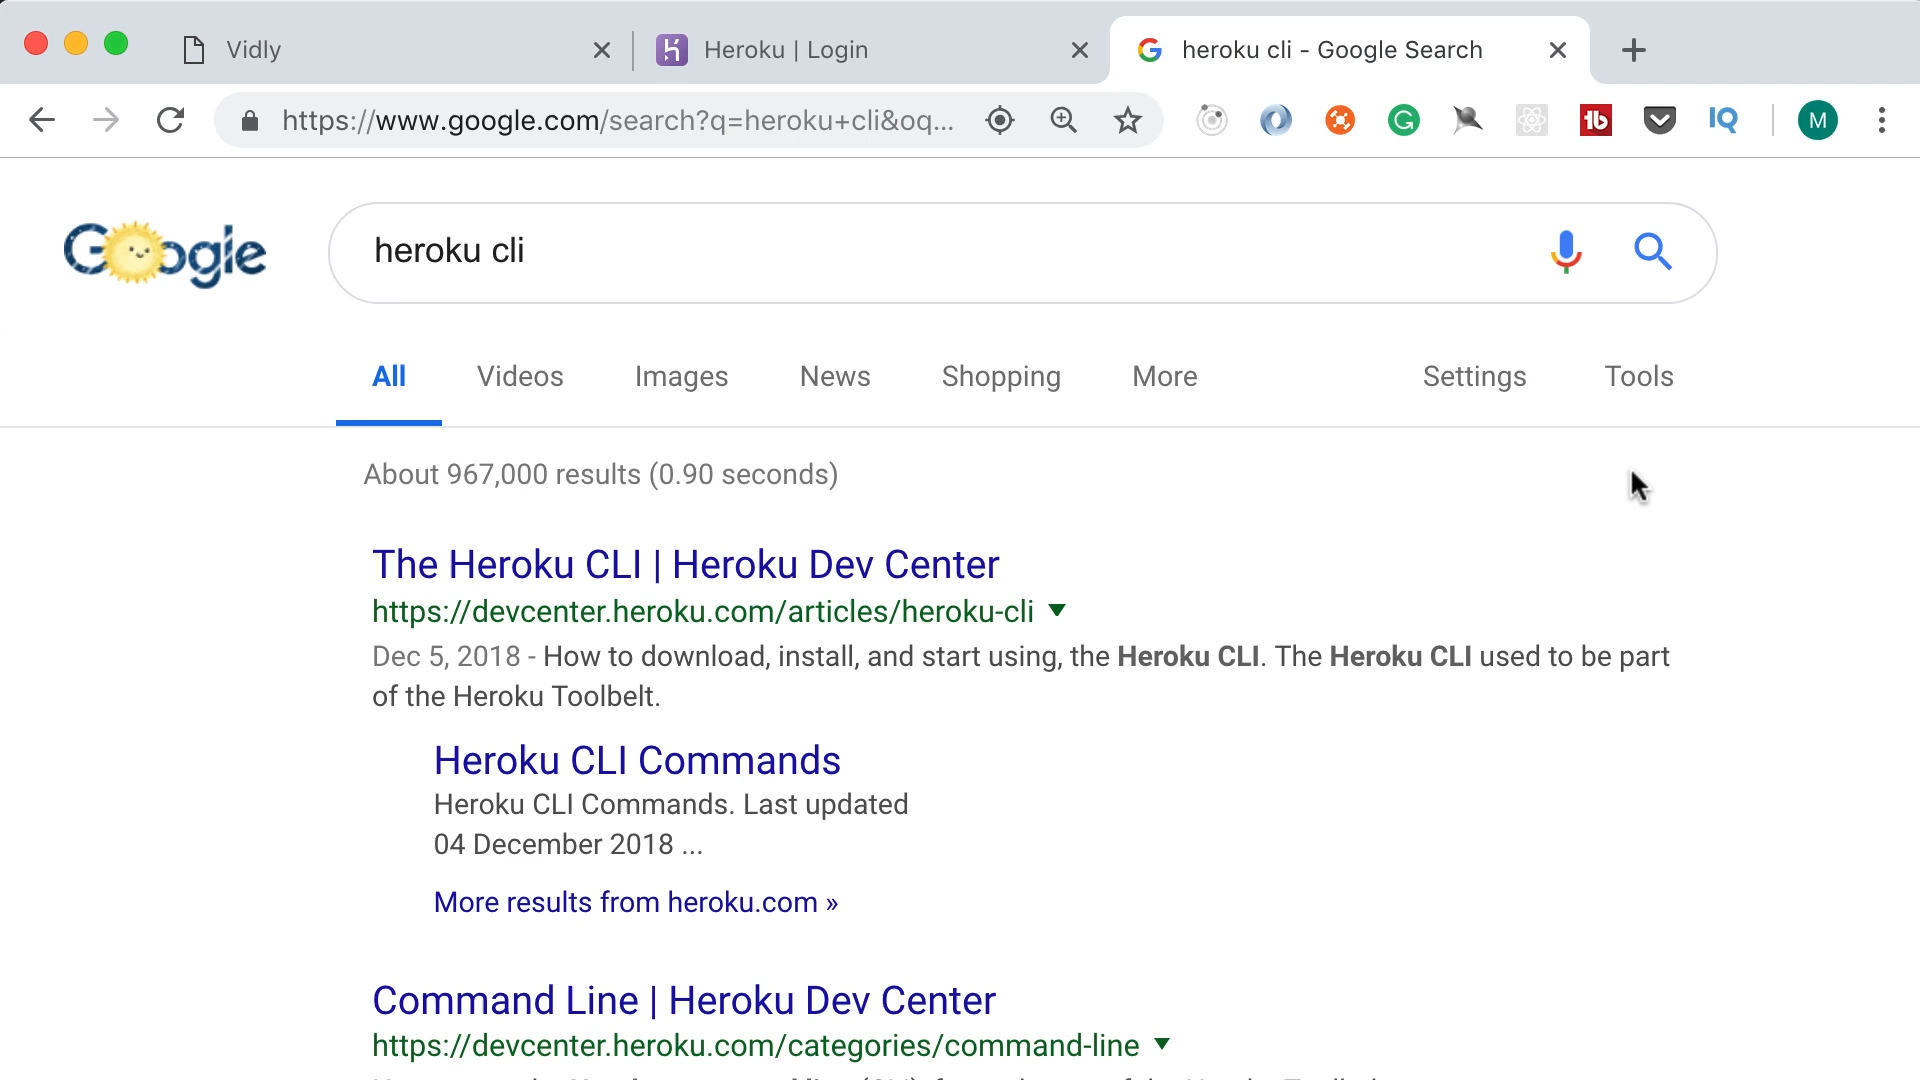 Vidly
Heroku | Login
heroku cli - Google Search
https://www.google.com/search?q=heroku+cli&oq...
M
Google
heroku cli
All Videos Images News Shopping More Settings Tools
About 967,000 results (0.90 seconds)
The Heroku CLI | Heroku Dev Center
https://devcenter.heroku.com/articles/heroku-cli
Dec 5, 2018 - How to download, install, and start using, the Heroku CLI. The Heroku CLI used to be part
of the Heroku Toolbelt.
Heroku CLI Commands
Heroku CLI Commands. Last updated
04 December 2018 ...
More results from heroku.com »
Command Line | Heroku Dev Center
https://devcenter.heroku.com/categories/command-line